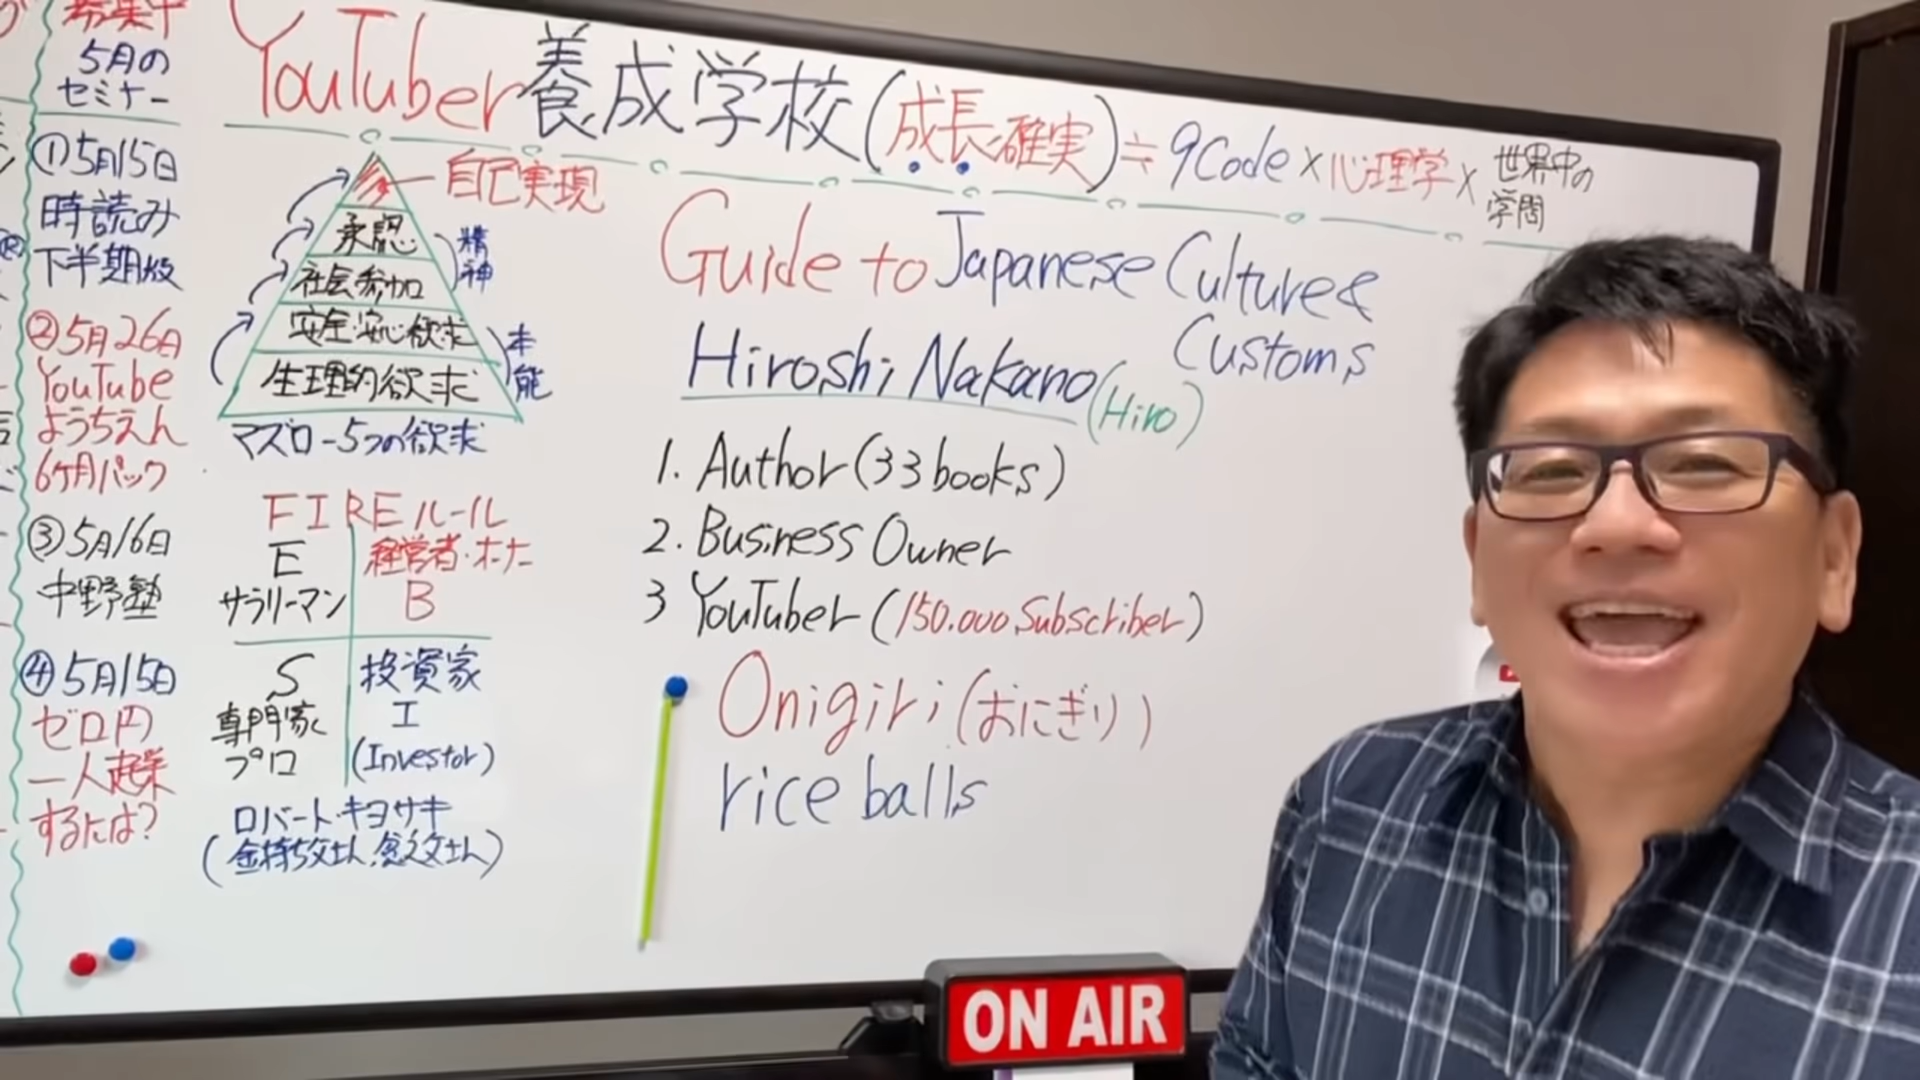 募集中
5月の
セミナー
①5月15日
時読み
下半期版
②5月26日
YouTube
ようちえん
6ケ月パック
③5月16日
中野塾
④5月15日
ゼロ円
一人起業
するには?
YouTuber養成学校(成長確実)≒9Code×心理学×世界中の
学問
自己実現
承認
社会参加
精神
安全・安心欲求
生理的欲求
本能
マズロー5つの欲求
FIREルール
E
サラリーマン
経営者・オーナー
B
S
専門家
プロ
投資家
I
(Investor)
ロバート・キヨサキ
(金持ち父さん、貧乏父さん)
Guide to Japanese Culture&
Customs
Hiroshi Nakano(Hiro)
1. Author(33books)
2. Business Owner
3 YouTuber(150.000 Subscriber)
Onigiri(おにぎり)
rice balls
ON AIR